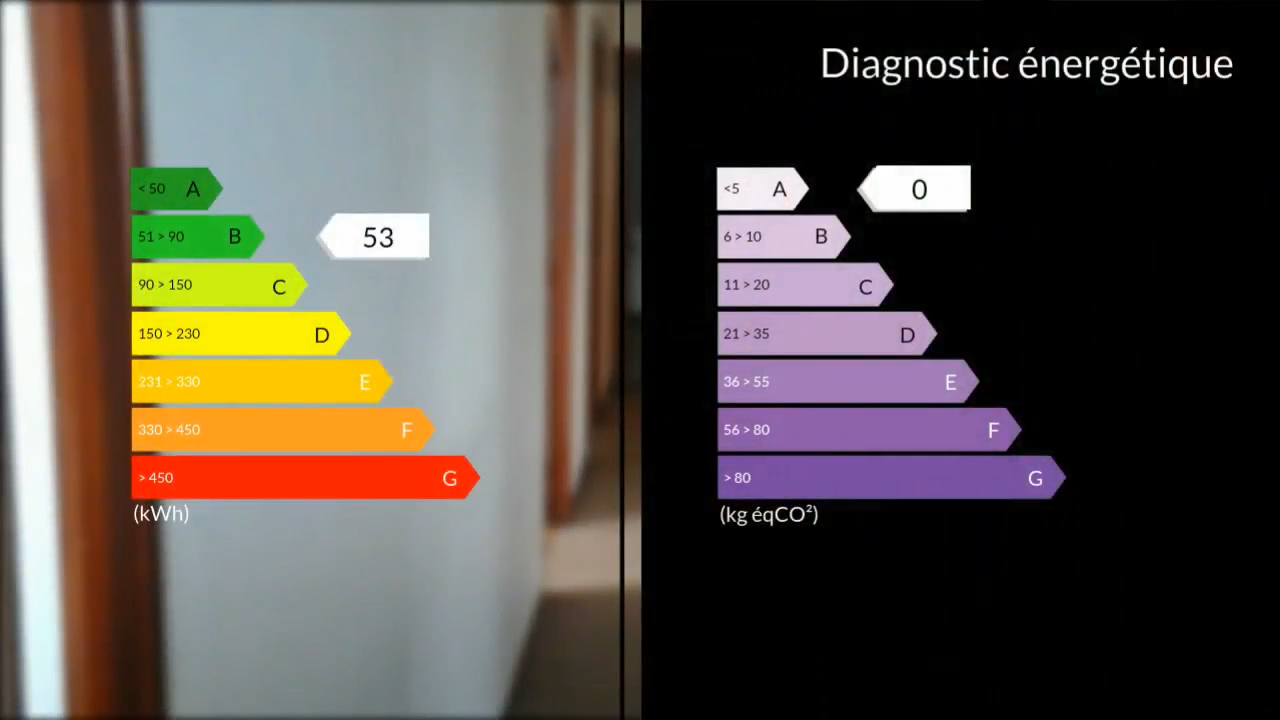 Diagnostic énergétique
< 50 A
51 > 90 B
53
90 > 150 C
150 > 230 D
231 > 330 E
330 > 450 F
> 450 G
(kWh)
<5 A
0
6 > 10 B
11 > 20 C
21 > 35 D
36 > 55 E
56 > 80 F
> 80 G
(kg éqCO²)